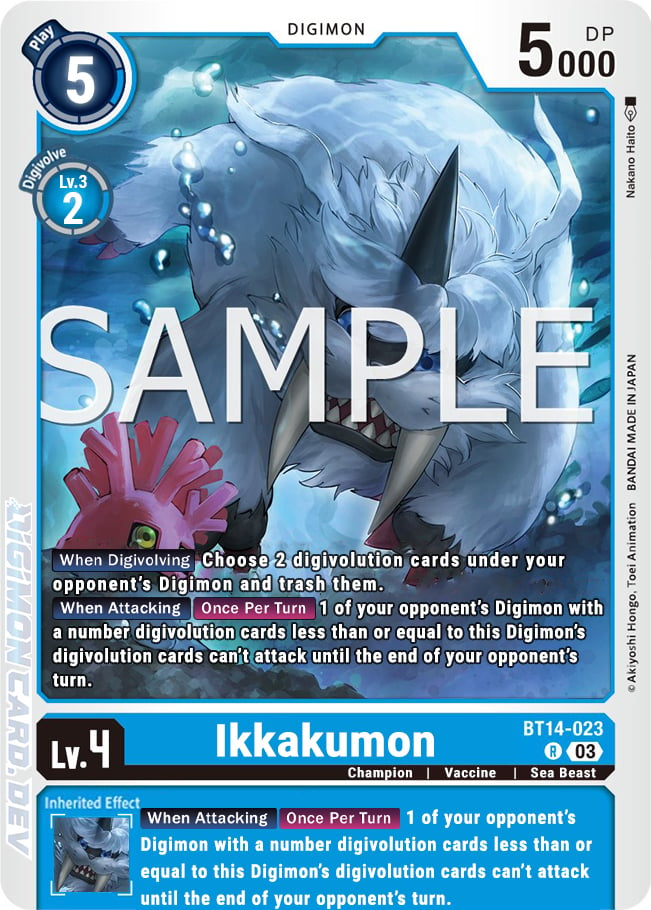 DIGIMON
Play
5
DP
5000
Digivolve
Lv.3
2
Nakano Haito
SAMPLE
When Digivolving Choose 2 digivolution cards under your
opponent's Digimon and trash them.
When Attacking Once Per Turn 1 of your opponent's Digimon with
a number digivolution cards less than or equal to this Digimon's
digivolution cards can't attack until the end of your opponent's
turn.
© Akiyoshi Hongo, Toei Animation BANDAI MADE IN JAPAN
DIGIMONCARD.DEV
Lv.4
Ikkakumon
BT14-023
R 03
Champion | Vaccine | Sea Beast
Inherited Effect
When Attacking Once Per Turn 1 of your opponent's
Digimon with a number digivolution cards less than or
equal to this Digimon's digivolution cards can't attack
until the end of your opponent's turn.